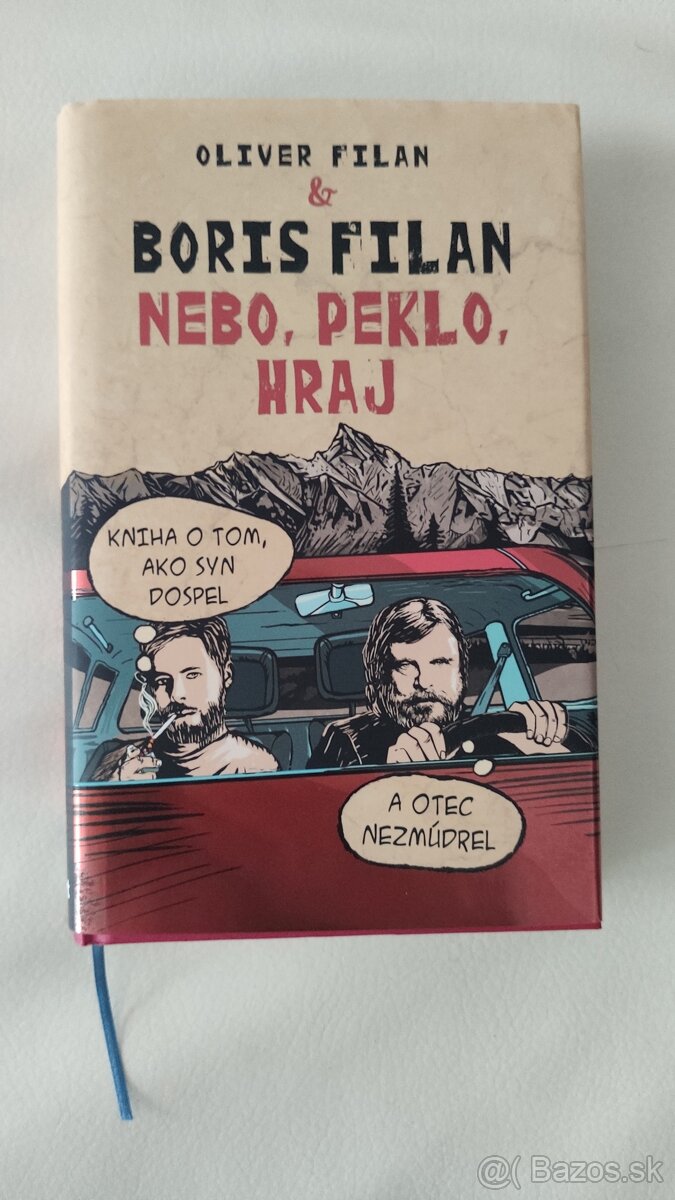 OLIVER FILAN
&
BORIS FILAN
NEBO, PEKLO,
HRAJ
KNIHA O TOM,
AKO SYN
DOSPEL
A OTEC
NEZMÚDREL
@( Bazos.sk